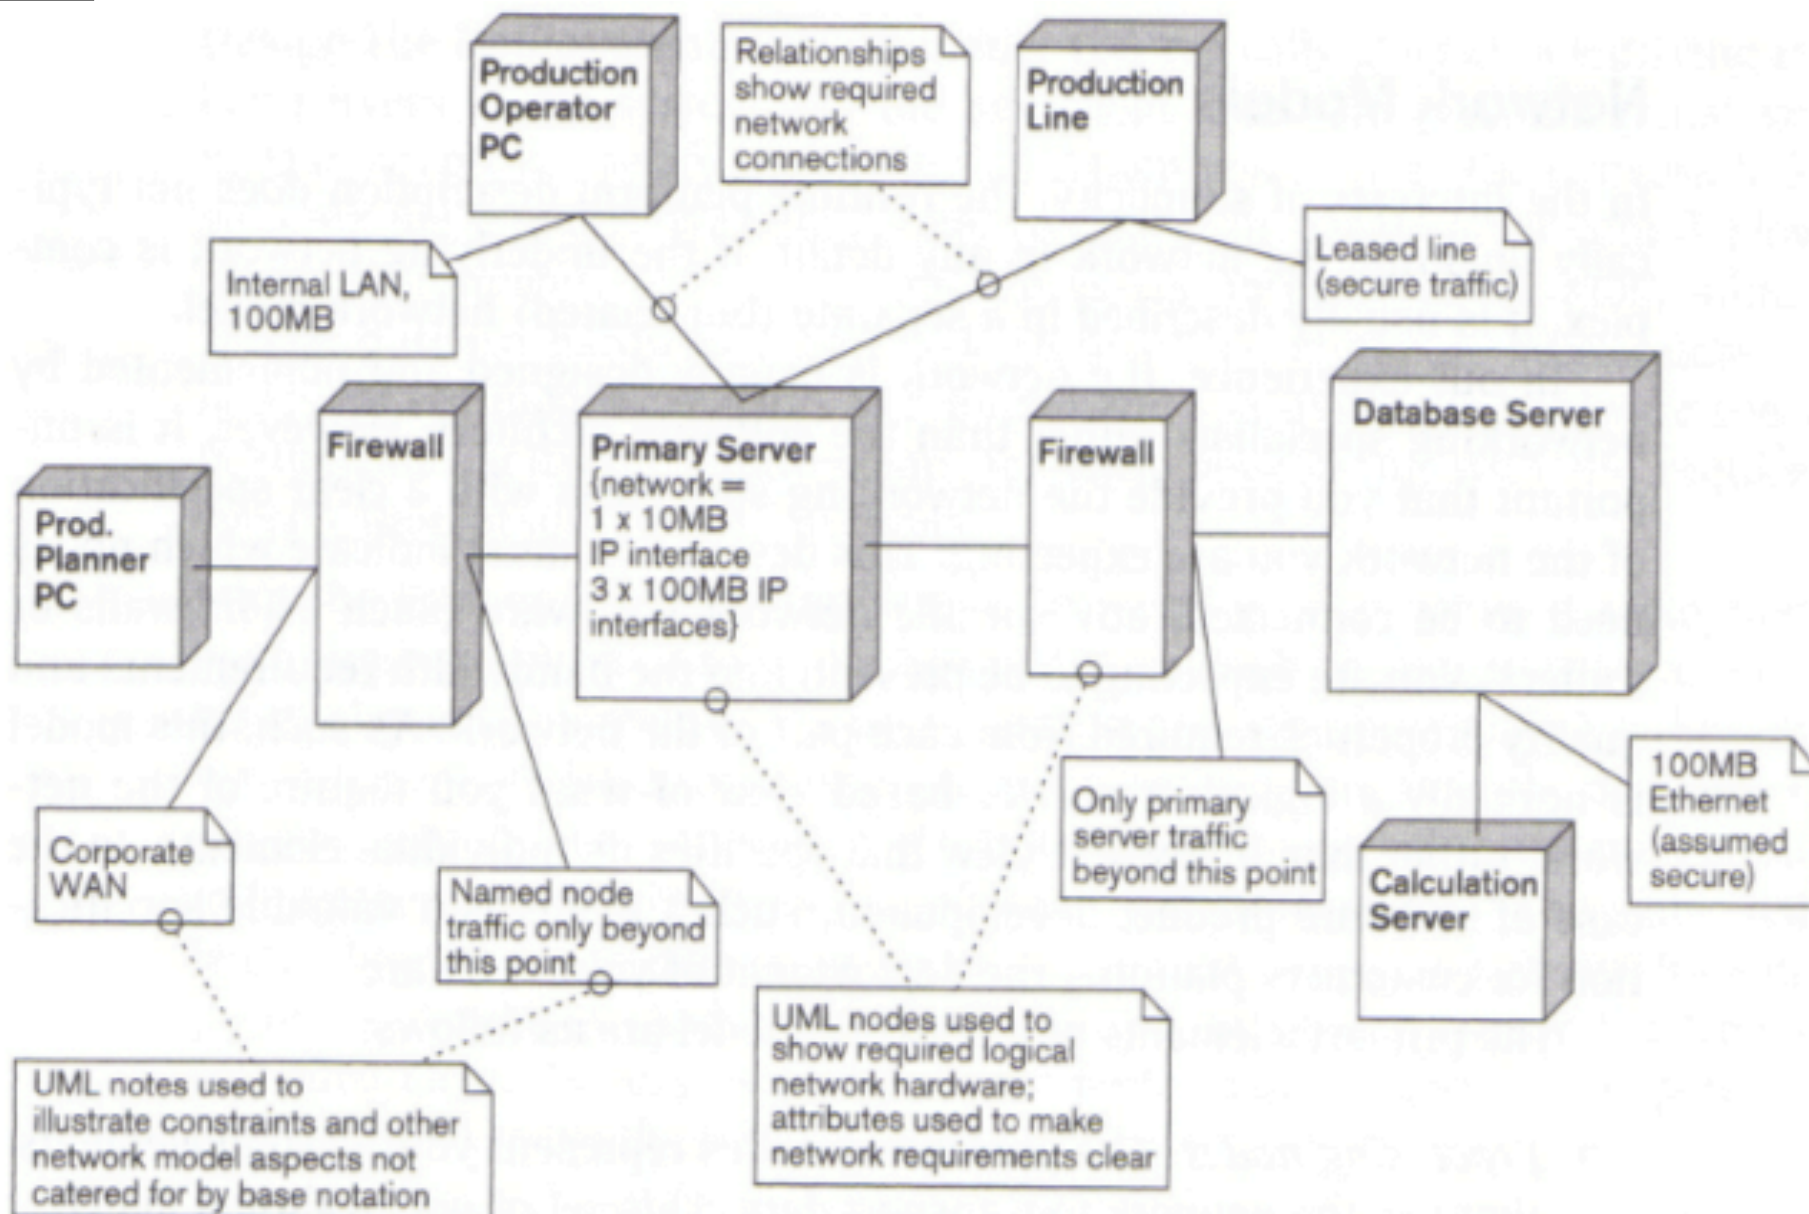 Production
Operator
PC
Relationships
show required
network
connections
Production
Line
Internal LAN,
100MB
Leased line
(secure traffic)
Prod.
Planner
PC
Firewall
Primary Server
{network =
1 x 10MB
IP interface
3 x 100MB IP
interfaces}
Firewall
Database Server
Corporate
WAN
Named node
traffic only beyond
this point
Only primary
server traffic
beyond this point
Calculation
Server
100MB
Ethernet
(assumed
secure)
UML notes used to
illustrate constraints and other
network model aspects not
catered for by base notation
UML nodes used to
show required logical
network hardware;
attributes used to make
network requirements clear